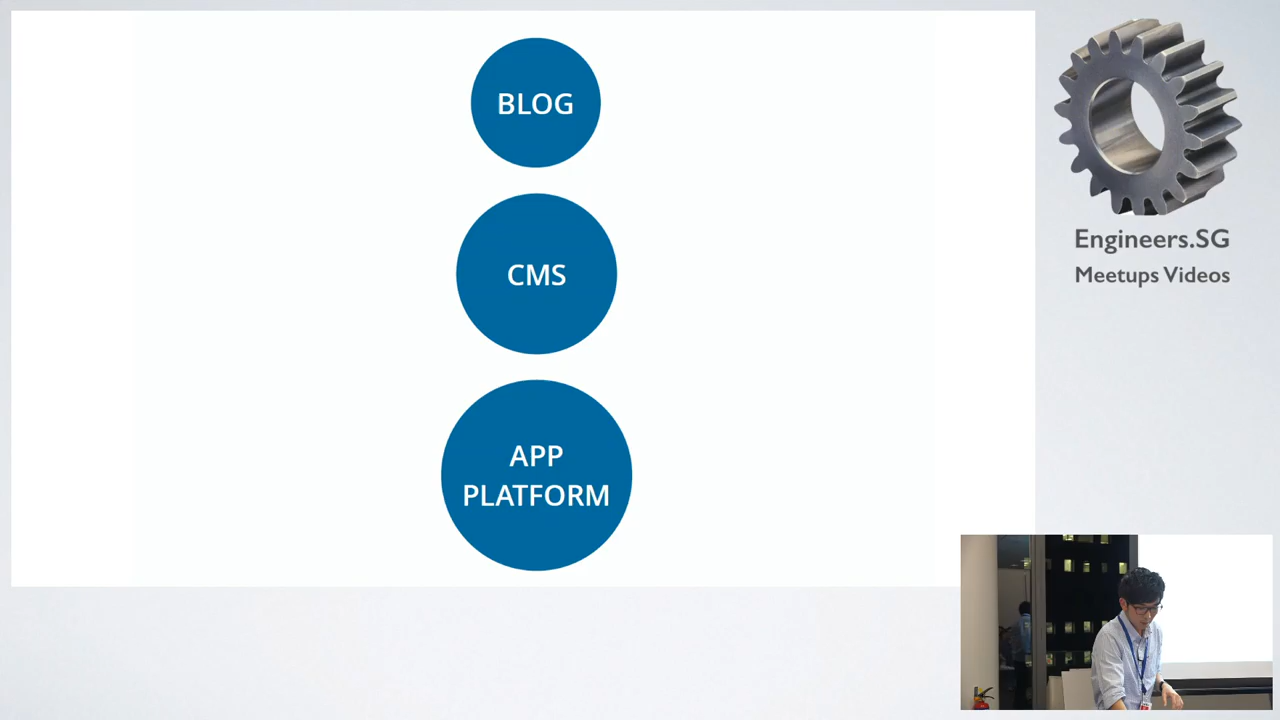 BLOG
CMS
APP
PLATFORM
Engineers.SG
Meetups Videos